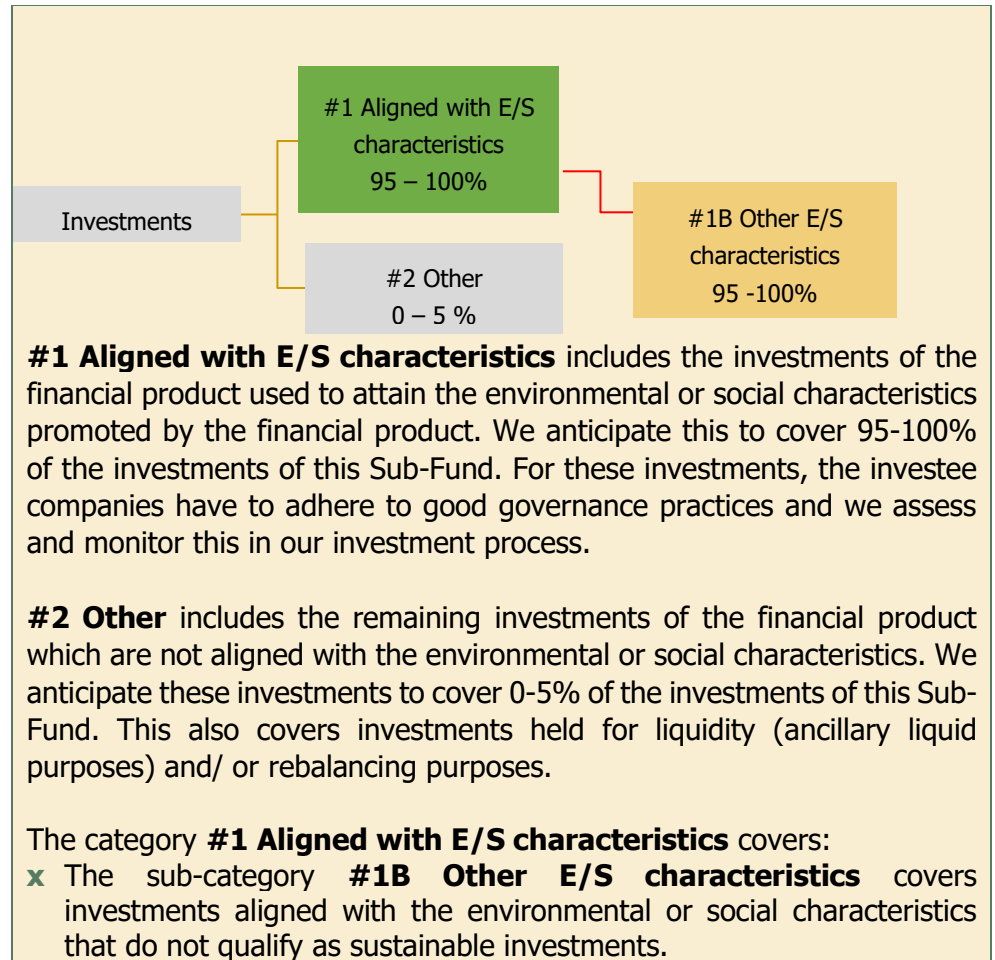 #1 Aligned with E/S
characteristics
95 – 100%
Investments
#1B Other E/S
characteristics
95 -100%
#2 Other
0 – 5 %
#1 Aligned with E/S characteristics includes the investments of the
financial product used to attain the environmental or social characteristics
promoted by the financial product. We anticipate this to cover 95-100%
of the investments of this Sub-Fund. For these investments, the investee
companies have to adhere to good governance practices and we assess
and monitor this in our investment process.
#2 Other includes the remaining investments of the financial product
which are not aligned with the environmental or social characteristics. We
anticipate these investments to cover 0-5% of the investments of this Sub-
Fund. This also covers investments held for liquidity (ancillary liquid
purposes) and/ or rebalancing purposes.
The category #1 Aligned with E/S characteristics covers:
x The sub-category #1B Other E/S characteristics covers
investments aligned with the environmental or social characteristics
that do not qualify as sustainable investments.